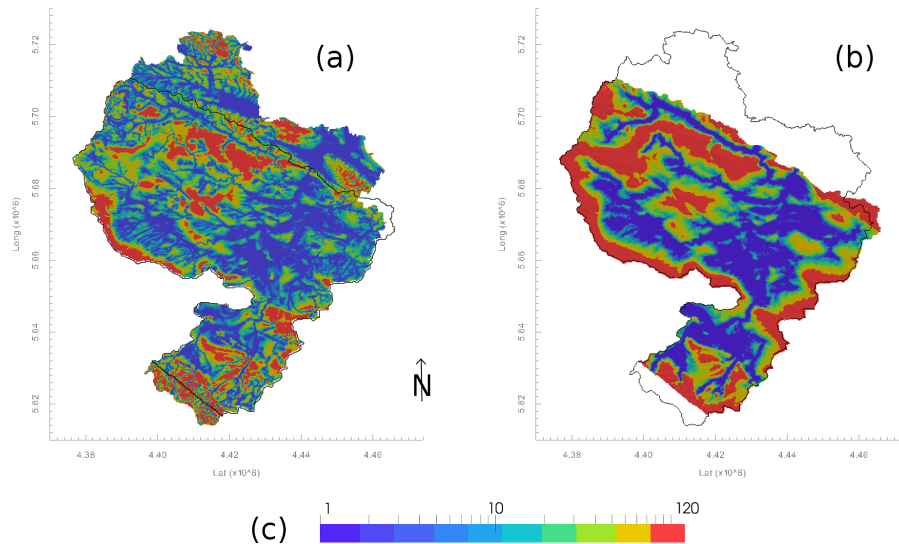 (a)
(b)
5.72
5.70
5.68
5.66
5.64
5.62
Long (x10^6)
4.38 4.40 4.42 4.44 4.46
Lat (x10^6)
N
5.72
5.70
5.68
5.66
5.64
5.62
Long (x10^6)
4.38 4.40 4.42 4.44 4.46
Lat (x10^6)
(c)
1 10 120